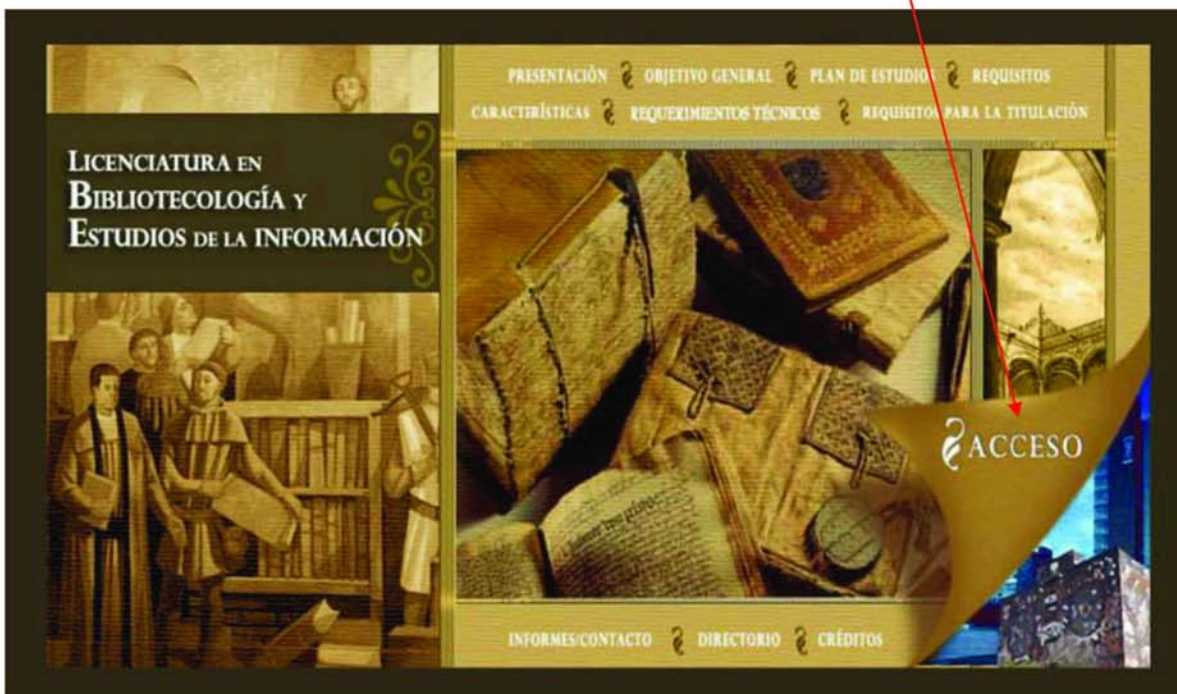 PRESENTACIÓN OBJETIVO GENERAL PLAN DE ESTUDIOS REQUISITOS
CARACTERÍSTICAS REQUERIMIENTOS TÉCNICOS REQUISITOS PARA LA TITULACIÓN
LICENCIATURA EN
BIBLIOTECOLOGÍA Y
ESTUDIOS DE LA INFORMACIÓN
ACCESO
INFORMES/CONTACTO DIRECTORIO CRÉDITOS